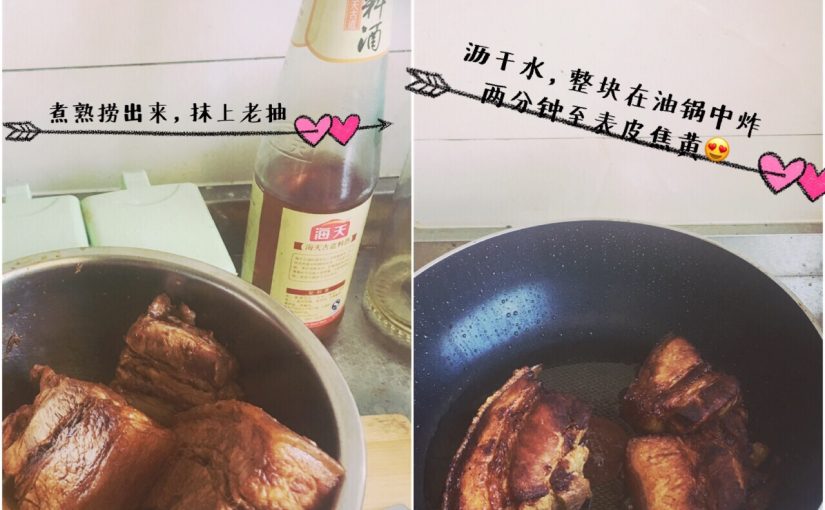 料酒
煮熟捞出来，抹上老抽
海天
海天古道料酒
沥干水，整块在油锅中炸
两分钟至表皮焦黄😍